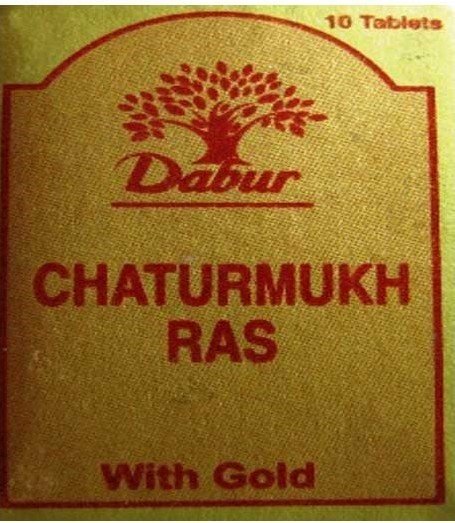 10 Tablets
Dabur
CHATURMUKH
RAS
With Gold